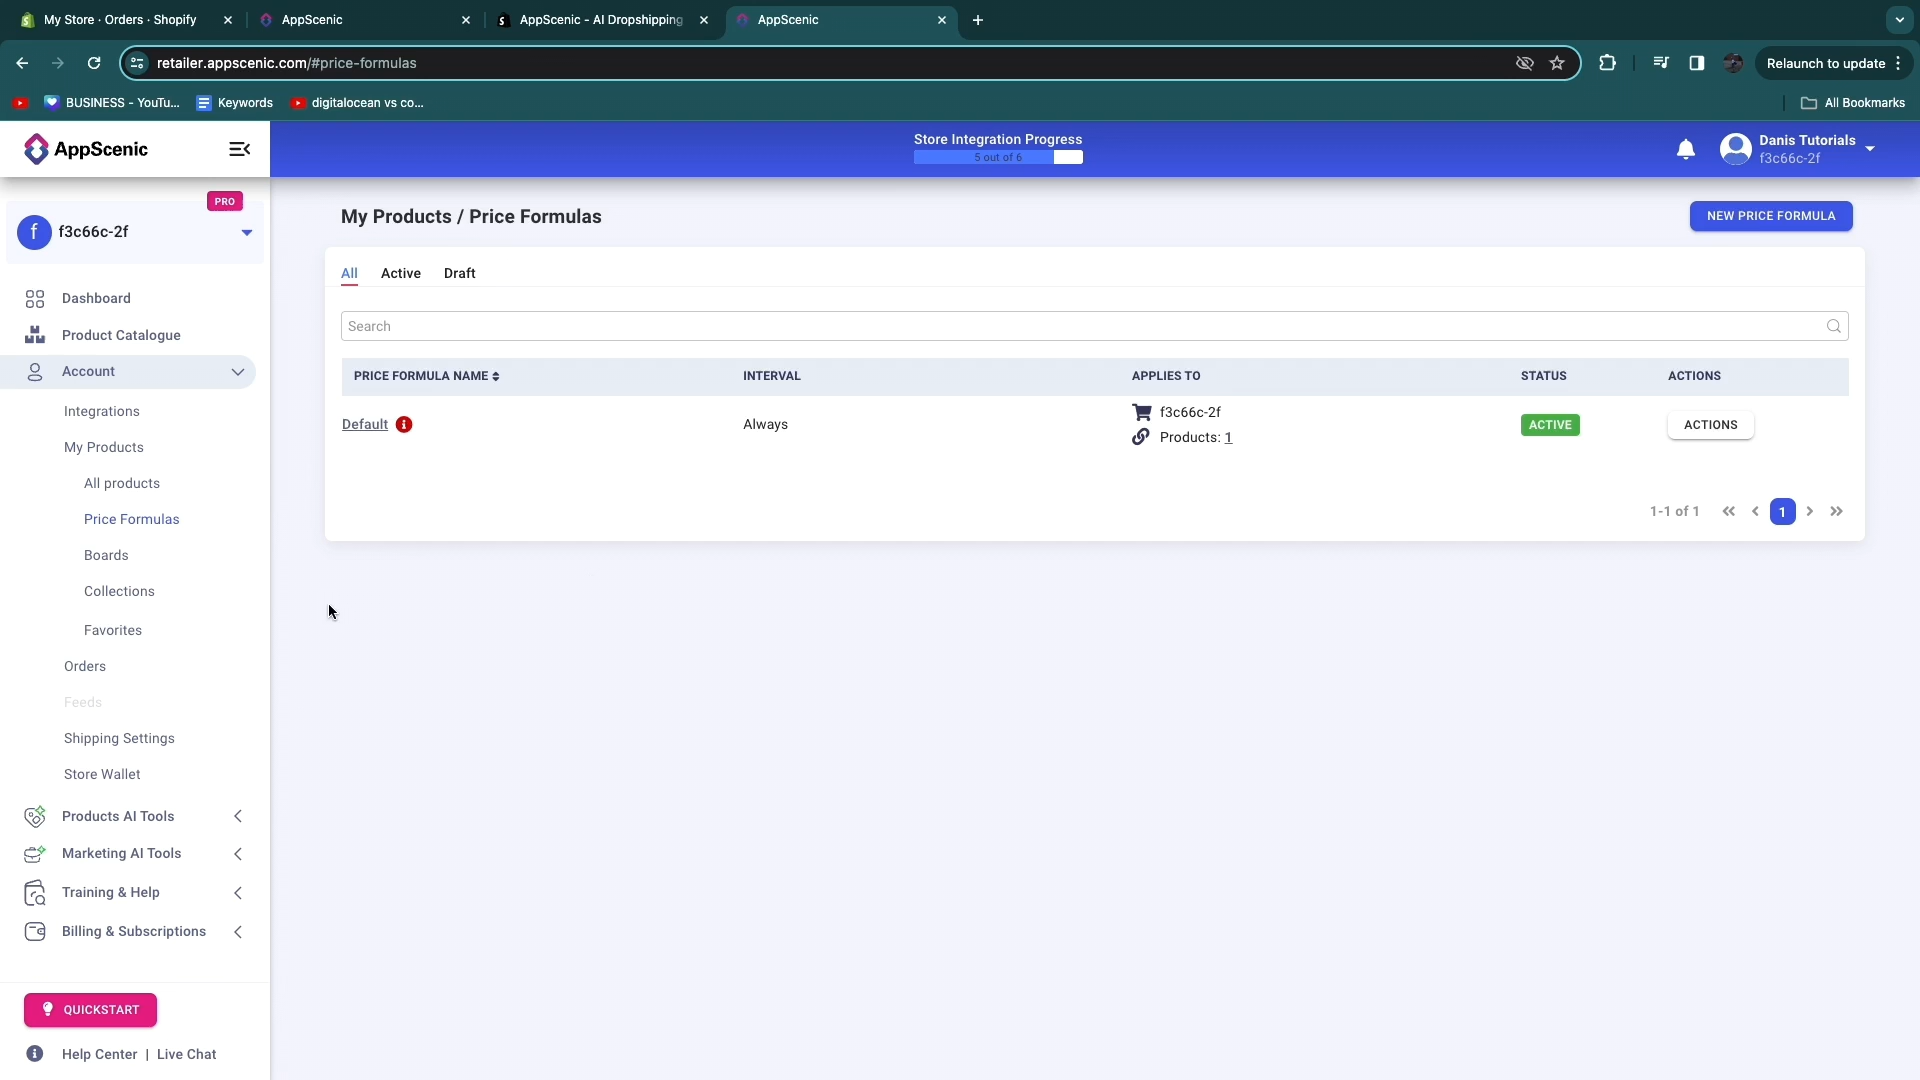 My Store · Orders · Shopify
AppScenic
AppScenic - AI Dropshipping
AppScenic
retailer.appscenic.com/#price-formulas
Relaunch to update
BUSINESS - YouTu...
Keywords
digitalocean vs co...
All Bookmarks
AppScenic
Store Integration Progress
5 out of 6
Danis Tutorials
f3c66c-2f
PRO
f
f3c66c-2f
Dashboard
Product Catalogue
Account
Integrations
My Products
All products
Price Formulas
Boards
Collections
Favorites
Orders
Feeds
Shipping Settings
Store Wallet
Products AI Tools
Marketing AI Tools
Training & Help
Billing & Subscriptions
QUICKSTART
Help Center | Live Chat
My Products / Price Formulas
NEW PRICE FORMULA
All Active Draft
Search
PRICE FORMULA NAME INTERVAL APPLIES TO STATUS ACTIONS
Default Always f3c66c-2f ACTIVE ACTIONS
Products: 1
1-1 of 1 1